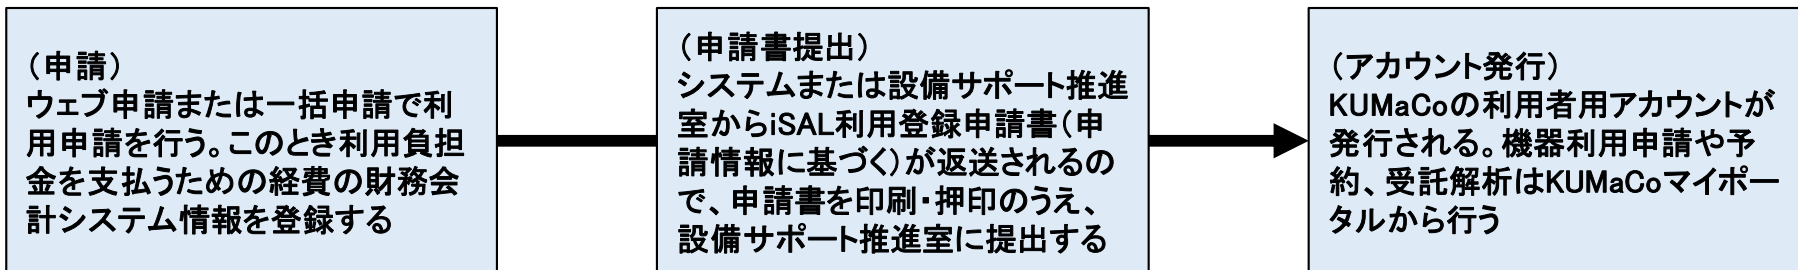 （申請）
ウェブ申請または一括申請で利
用申請を行う。このとき利用負担
金を支払うための経費の財務会
計システム情報を登録する
（申請書提出）
システムまたは設備サポート推進
室からiSAL利用登録申請書（申
請情報に基づく）が返送されるの
で、申請書を印刷・押印のうえ、
設備サポート推進室に提出する
（アカウント発行）
KUMaCoの利用者用アカウントが
発行される。機器利用申請や予
約、受託解析はKUMaCoマイポー
タルから行う